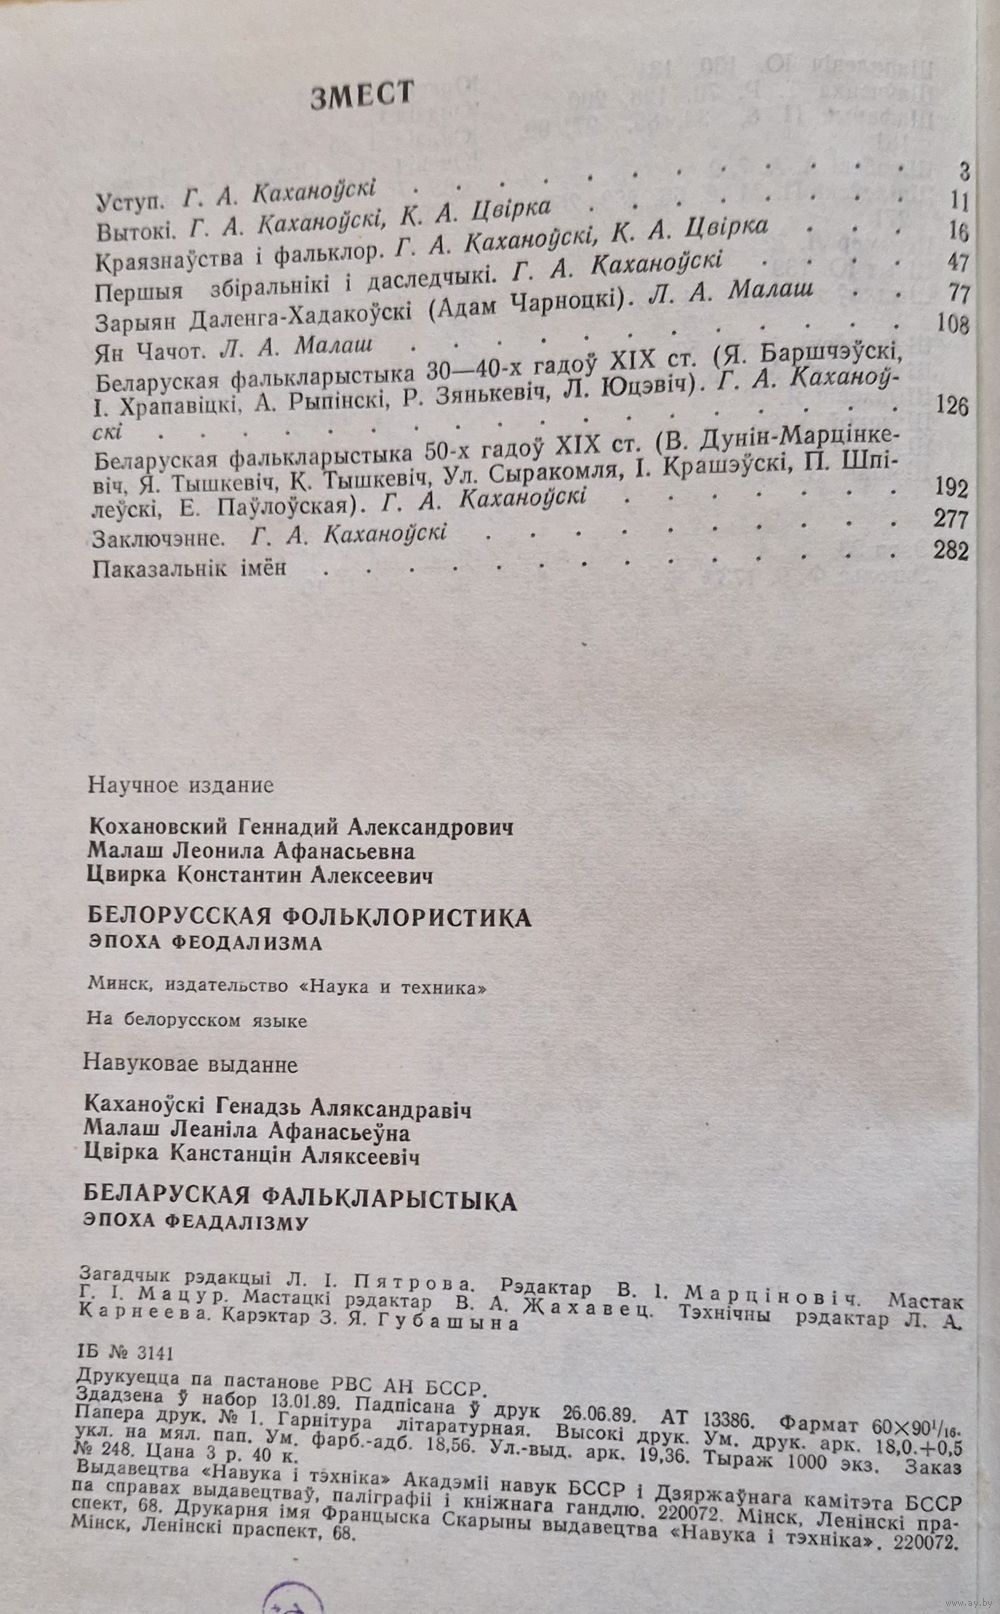 ЗМЕСТ
Уступ. Г. А. Каханоўскі . . . . . . . . . . . . 3
Вытокі. Г. А. Каханоўскі, К. А. Цвірка . . . . . . . . 11
Краязнаўства і фальклор. Г. А. Каханоўскі, К. А. Цвірка . . . 16
Першыя збіральнікі і даследчыкі. Г. А. Каханоўскі . . . . 47
Зарыян Даленга-Хадакоўскі (Адам Чарноцкі). Л. А. Малаш . . 77
Ян Чачот. Л. А. Малаш . . . . . . . . . . . . 108
Беларуская фалькларыстыка 30—40-х гадоў XIX ст. (Я. Баршчэўскі,
І. Храпавіцкі, А. Рыпінскі, Р. Зянькевіч, Л. Юцэвіч). Г. А. Каханоў-
скі . . . . . . . . . . . . . . . . . . 126
Беларуская фалькларыстыка 50-х гадоў XIX ст. (В. Дунін-Марцінке-
віч, Я. Тышкевіч, К. Тышкевіч, Ул. Сыракомля, І. Крашэўскі, П. Шпі-
леўскі, Е. Паўлоўская). Г. А. Каханоўскі . . . . . . . 192
Заключэнне. Г. А. Каханоўскі . . . . . . . . . . 277
Паказальнік імён . . . . . . . . . . . . . . 282
Научное издание
Кохановский Геннадий Александрович
Малаш Леонила Афанасьевна
Цвирка Константин Алексеевич
БЕЛОРУССКАЯ ФОЛЬКЛОРИСТИКА
ЭПОХА ФЕОДАЛИЗМА
Минск, издательство «Наука и техника»
На белорусском языке
Навуковае выданне
Каханоўскі Генадзь Аляксандравіч
Малаш Леаніла Афанасьеўна
Цвірка Канстанцін Аляксеевіч
БЕЛАРУСКАЯ ФАЛЬКЛАРЫСТЫКА
ЭПОХА ФЕАДАЛІЗМУ
Загадчык рэдакцыі Л. І. Пятрова. Рэдактар В. І. Марціновіч. Мастак
Г. І. Мацур. Мастацкі рэдактар В. А. Жахавец. Тэхнічны рэдактар Л. А.
Карнеева. Карэктар З. Я. Губашына
ІБ № 3141
Друкуецца па пастанове РВС АН БССР.
Здадзена ў набор 13.01.89. Падпісана ў друк 26.06.89. АТ 13386. Фармат 60×90¹/₁₆.
Папера друк. № 1. Гарнітура літаратурная. Высокі друк. Ум. друк. арк. 18,0.+0,5
укл. на мял. пап. Ум. фарб.-адб. 18,56. Ул.-выд. арк. 19,36. Тыраж 1000 экз. Заказ
№ 248. Цана 3 р. 40 к.
Выдавецтва «Навука і тэхніка» Акадэміі навук БССР і Дзяржаўнага камітэта БССР
па справах выдавецтваў, паліграфіі і кніжнага гандлю. 220072. Мінск, Ленінскі пра-
спект, 68. Друкарня імя Францыска Скарыны выдавецтва «Навука і тэхніка». 220072.
Мінск, Ленінскі праспект, 68.
www.ay.by